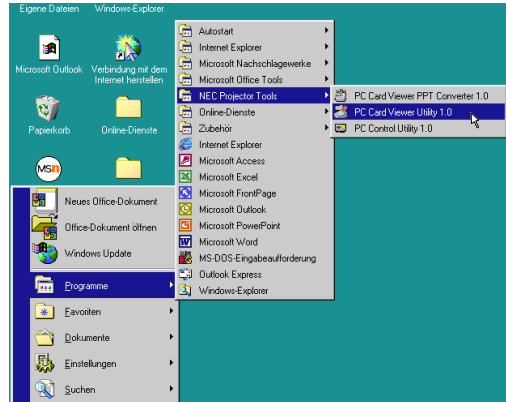 Eigene Dateien
Windows-Explorer
Microsoft Outlook
Verbindung mit dem
Internet herstellen
Papierkorb
Online-Dienste
msn
Neues Office-Dokument
Office-Dokument öffnen
Windows Update
Programme
Favoriten
Dokumente
Einstellungen
Suchen
Autostart
Internet Explorer
Microsoft Nachschlagewerke
Microsoft Office Tools
NEC Projector Tools
Online-Dienste
Zubehör
Internet Explorer
Microsoft Access
Microsoft Excel
Microsoft FrontPage
Microsoft Outlook
Microsoft PowerPoint
Microsoft Word
MS-DOS-Eingabeaufforderung
Outlook Express
Windows-Explorer
PC Card Viewer PPT Converter 1.0
PC Card Viewer Utility 1.0
PC Control Utility 1.0